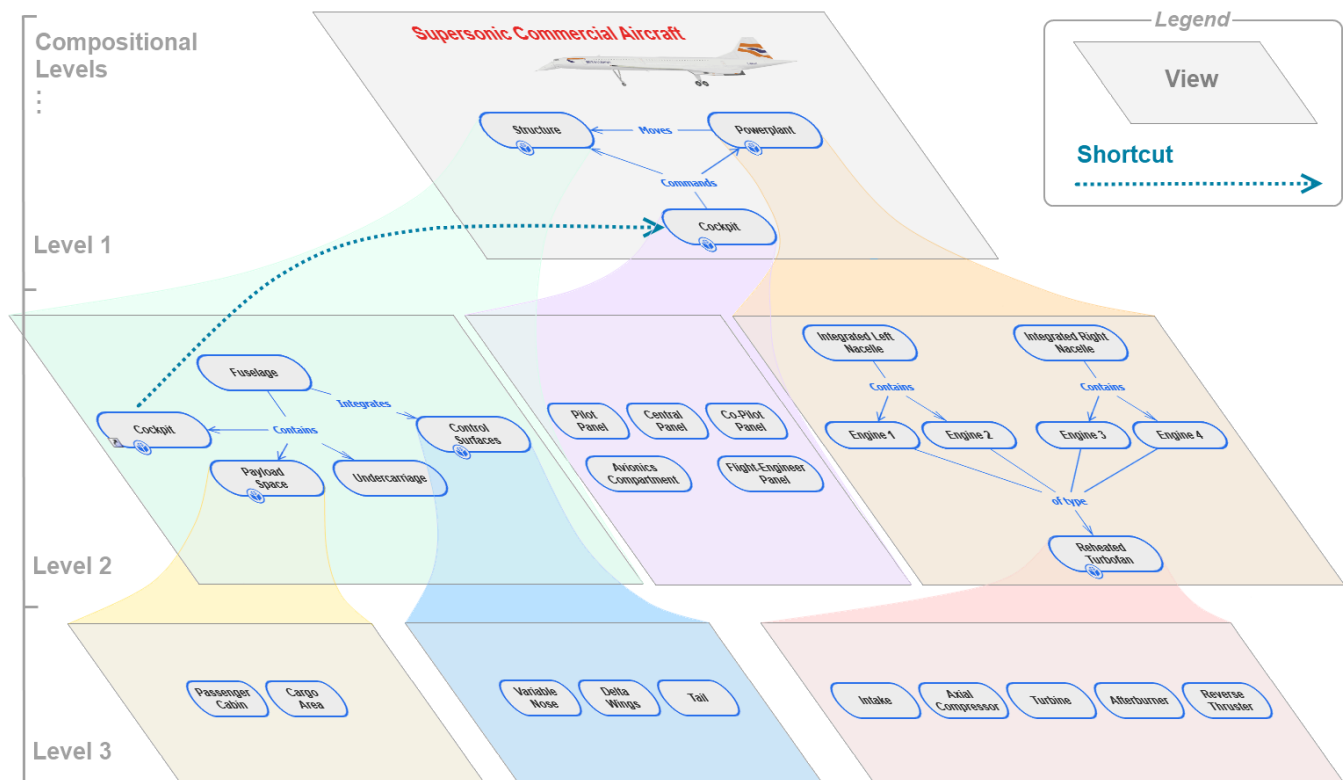 Compositional
Levels
Supersonic Commercial Aircraft
Legend
View
Shortcut
Structure
Moves
Powerplant
Commands
Cockpit
Level 1
Fuselage
Integrates
Cockpit
Contains
Control
Surfaces
Payload
Space
Undercarriage
Pilot
Panel
Central
Panel
Co-Pilot
Panel
Avionics
Compartment
Flight-Engineer
Panel
Integrated Left
Nacelle
Integrated Right
Nacelle
Contains
Contains
Engine 1
Engine 2
Engine 3
Engine 4
of type
Reheated
Turbofan
Level 2
Passenger
Cabin
Cargo
Area
Variable
Nose
Delta
Wings
Tail
Intake
Axial
Compressor
Turbine
Afterburner
Reverse
Thruster
Level 3